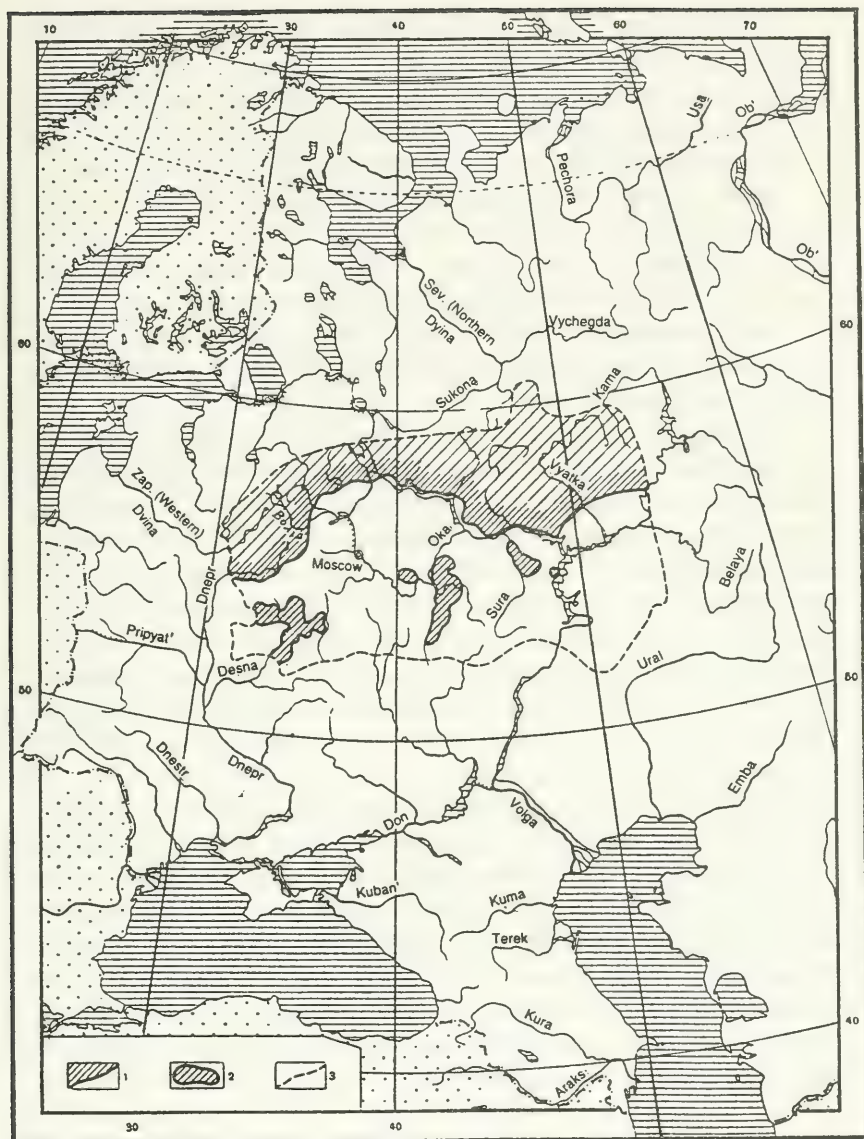 10 30 40 50 60 70
Ob'
Usa
Pechora
Ob'
Sev. (Northern
Dvina
Vychegda
60
60
Sukona
Kama
Vyatka
Zap. (Western)
Dvina
Oka
Moscow
Belaya
Dnepr
Sura
Pripyat'
Desna
Ural
50
50
Dnestr
Dnepr
Emba
Don
Volga
Kuban'
Kuma
Terek
Kura
40
Araks
1 2 3
30 40